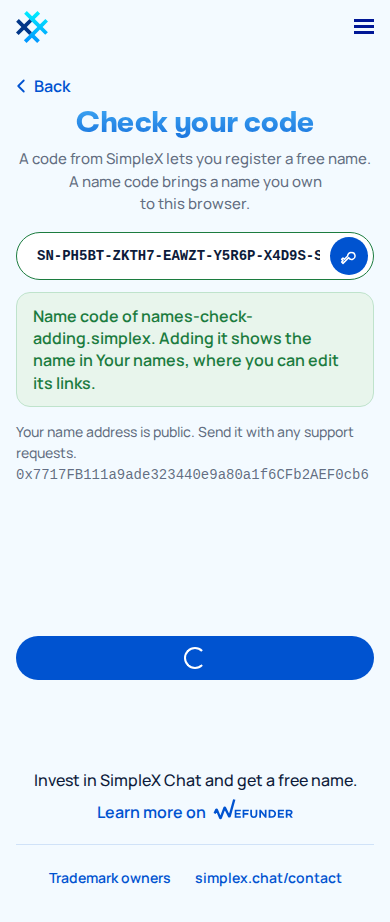 Back
Check your code
A code from SimpleX lets you register a free name.
A name code brings a name you own
to this browser.
SN-PH5BT-ZKTH7-EAWZT-Y5R6P-X4D9S-S
Name code of names-check-
adding.simplex. Adding it shows the
name in Your names, where you can edit
its links.
Your name address is public. Send it with any support
requests.
0x7717FB111a9ade323440e9a80a1f6CFb2AEF0cb6
Invest in SimpleX Chat and get a free name.
Learn more on WEFUNDER
Trademark owners simplex.chat/contact